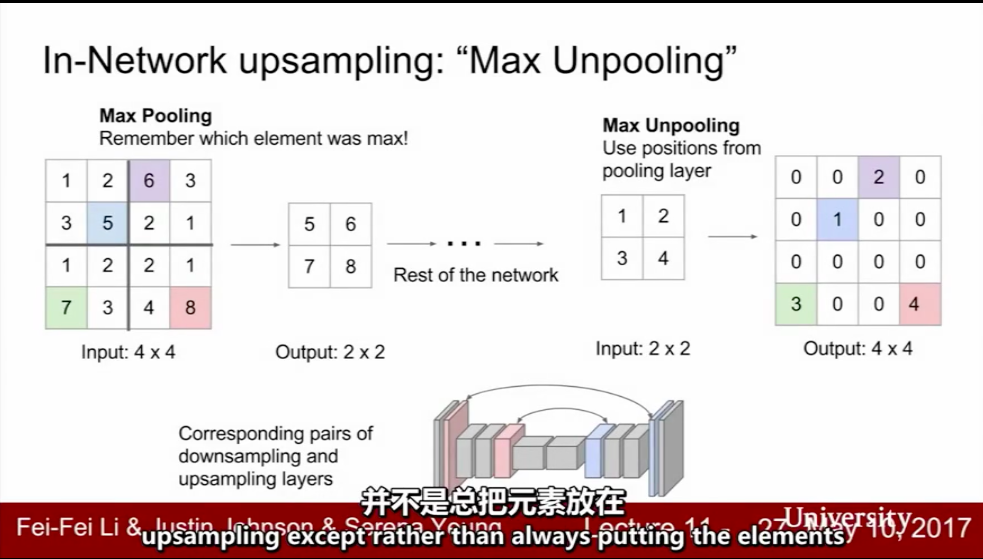 In-Network upsampling: “Max Unpooling”
Max Pooling
Remember which element was max!
1 2 6 3
3 5 2 1
1 2 2 1
7 3 4 8
Input: 4 x 4
5 6
7 8
Output: 2 x 2
...
Rest of the network
Max Unpooling
Use positions from
pooling layer
1 2
3 4
Input: 2 x 2
0 0 2 0
0 1 0 0
0 0 0 0
3 0 0 4
Output: 4 x 4
Corresponding pairs of
downsampling and
upsampling layers
并不是总把元素放在
Fei-Fei Li & Justin Johnson & Serena Yeung Lecture 11 - 27 May 10, 2017
University
upsampling except rather than always putting the elements